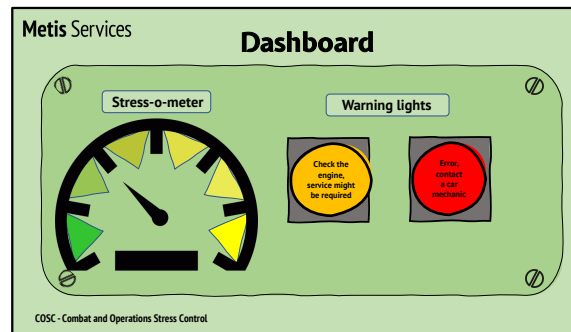 Metis Services
Dashboard
Stress-o-meter
Warning lights
Check the
engine,
service might
be required
Error,
contact
a car
mechanic
COSC - Combat and Operations Stress Control